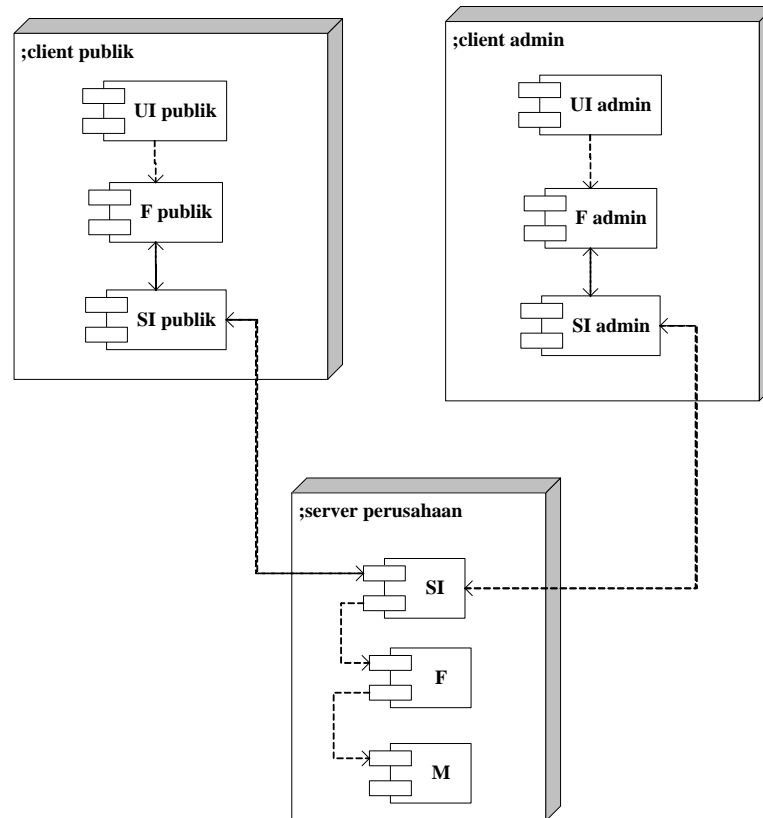 ;client publik
UI publik
F publik
SI publik
;client admin
UI admin
F admin
SI admin
;server perusahaan
SI
F
M